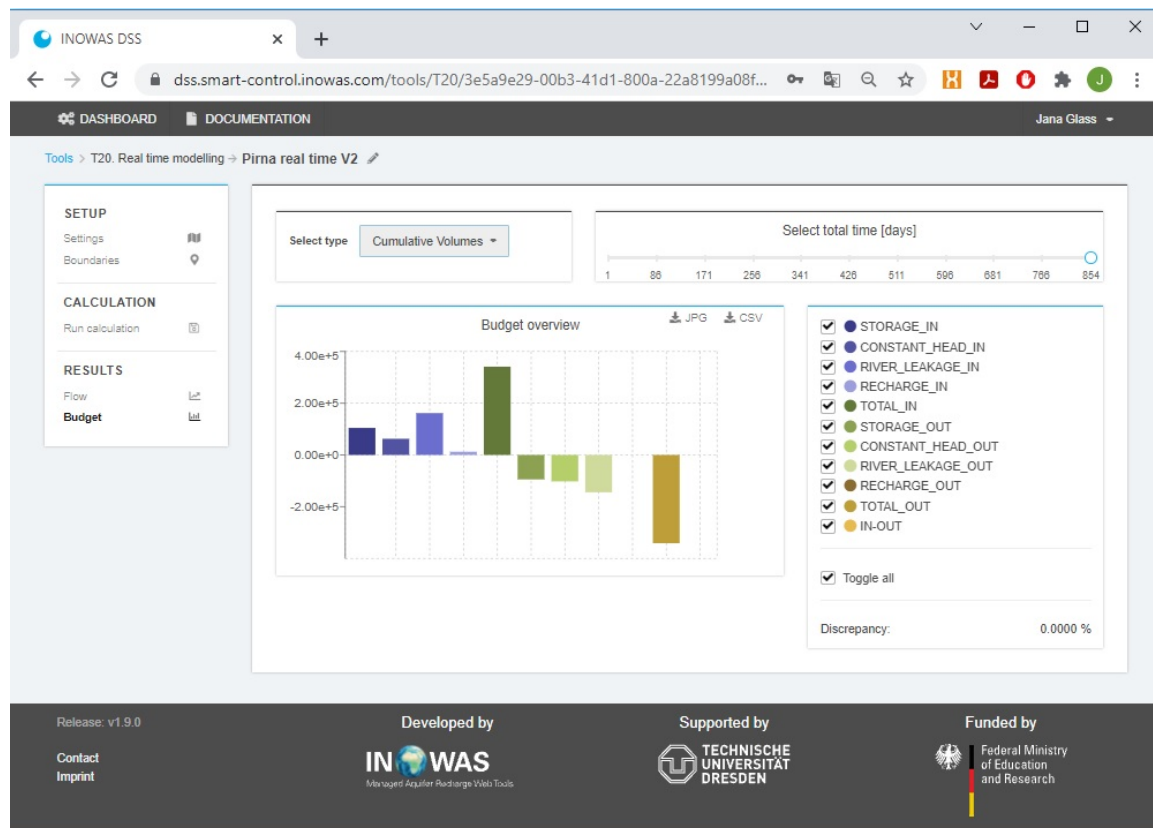 INOWAS DSS
dss.smart-control.inowas.com/tools/T20/3e5a9e29-00b3-41d1-800a-22a8199a08f...
J
DASHBOARD DOCUMENTATION Jana Glass
Tools > T20. Real time modelling → Pirna real time V2
SETUP
Settings
Boundaries
CALCULATION
Run calculation
RESULTS
Flow
Budget
Select type Cumulative Volumes
Select total time [days]
1 86 171 256 341 426 511 596 681 766 854
Budget overview JPG CSV
4.00e+5
2.00e+5
0.00e+0
-2.00e+5
STORAGE_IN
CONSTANT_HEAD_IN
RIVER_LEAKAGE_IN
RECHARGE_IN
TOTAL_IN
STORAGE_OUT
CONSTANT_HEAD_OUT
RIVER_LEAKAGE_OUT
RECHARGE_OUT
TOTAL_OUT
IN-OUT
Toggle all
Discrepancy: 0.0000 %
Release: v1.9.0
Contact
Imprint
Developed by
INOWAS
Managed Aquifer Recharge Web Tools
Supported by
TECHNISCHE
UNIVERSITÄT
DRESDEN
Funded by
Federal Ministry
of Education
and Research